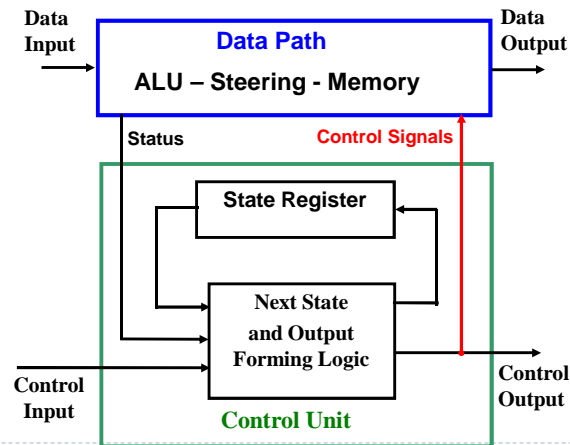 Data
Input
Data Path
ALU – Steering - Memory
Data
Output
Status
Control Signals
State Register
Next State
and Output
Forming Logic
Control
Input
Control
Output
Control Unit